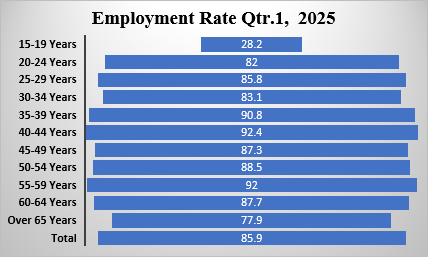 Employment Rate Qtr.1,  2025
15-19 Years 28.2
20-24 Years 82
25-29 Years 85.8
30-34 Years 83.1
35-39 Years 90.8
40-44 Years 92.4
45-49 Years 87.3
50-54 Years 88.5
55-59 Years 92
60-64 Years 87.7
Over 65 Years 77.9
Total 85.9